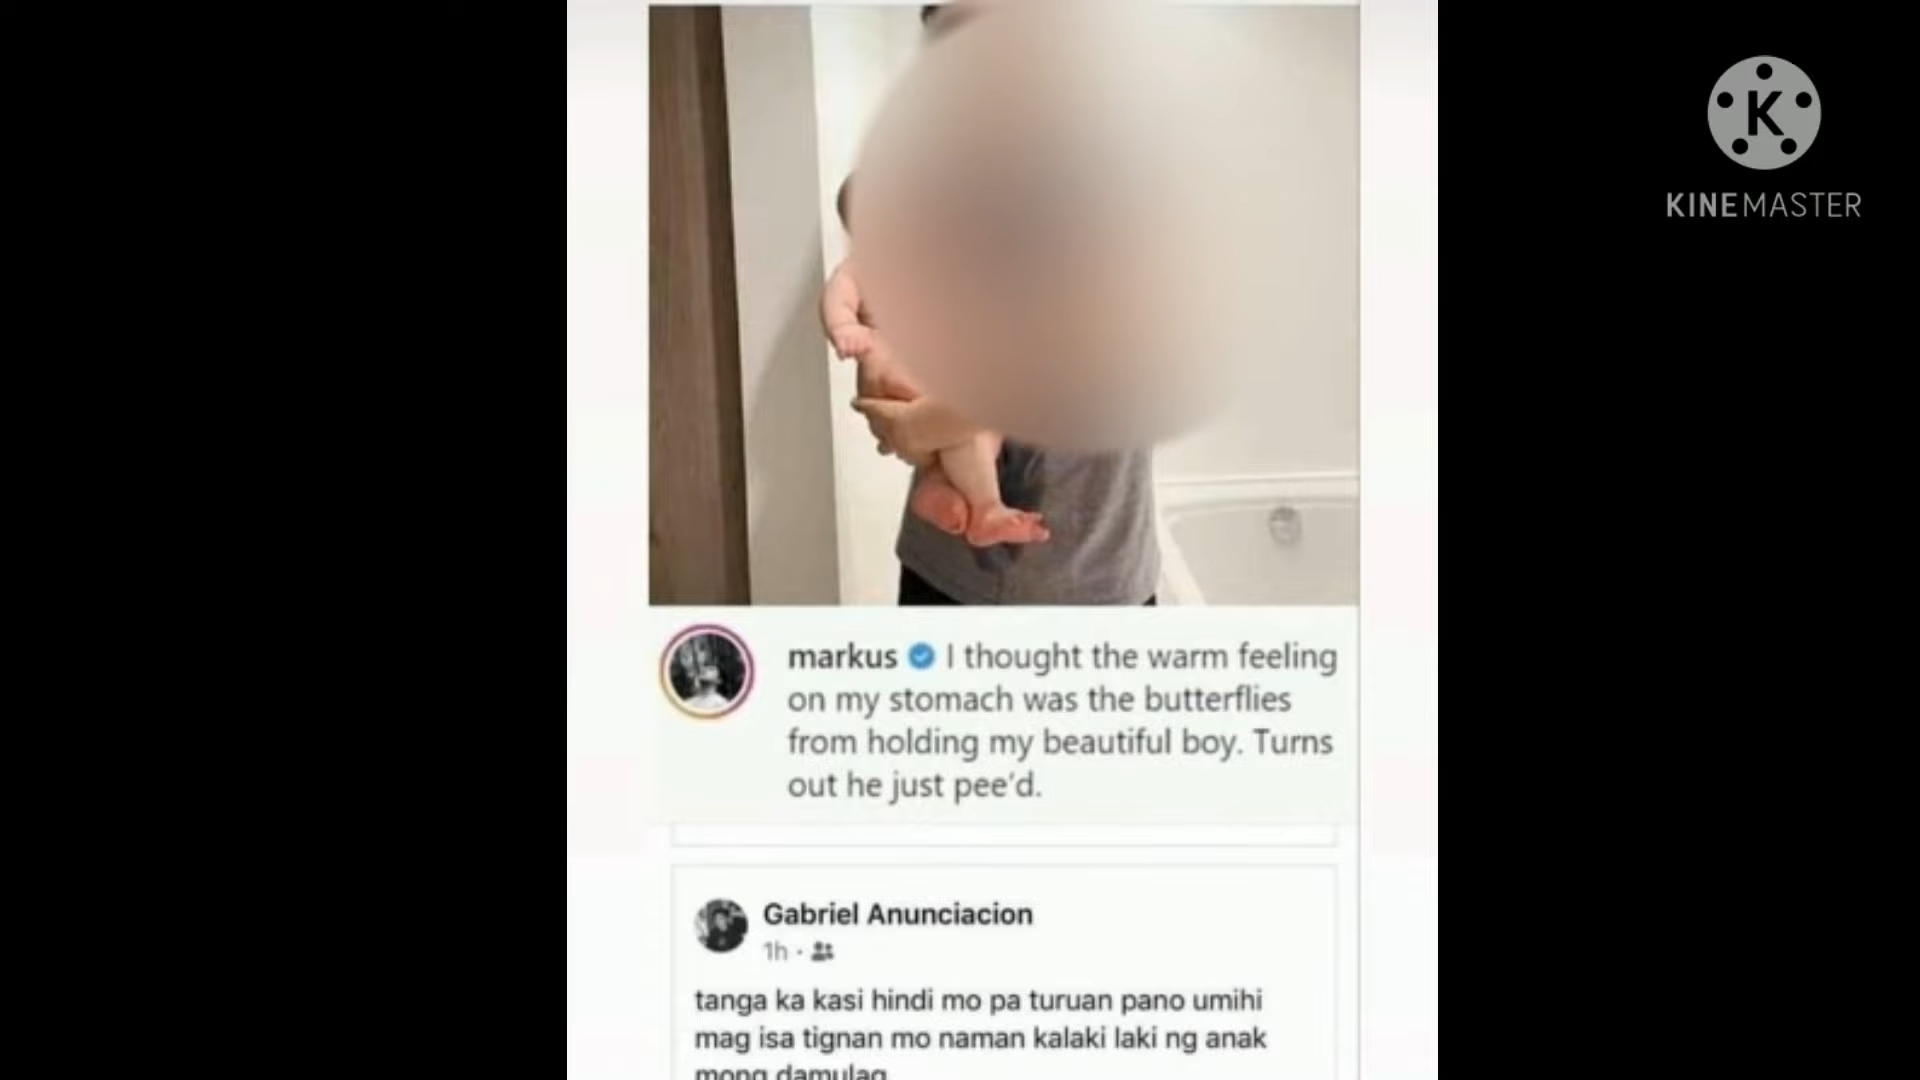 KINEMASTER
markus I thought the warm feeling
on my stomach was the butterflies
from holding my beautiful boy. Turns
out he just pee'd.
Gabriel Anunciacion
1h ·
tanga ka kasi hindi mo pa turuan pano umihi
mag isa tignan mo naman kalaki laki ng anak
mong damulag